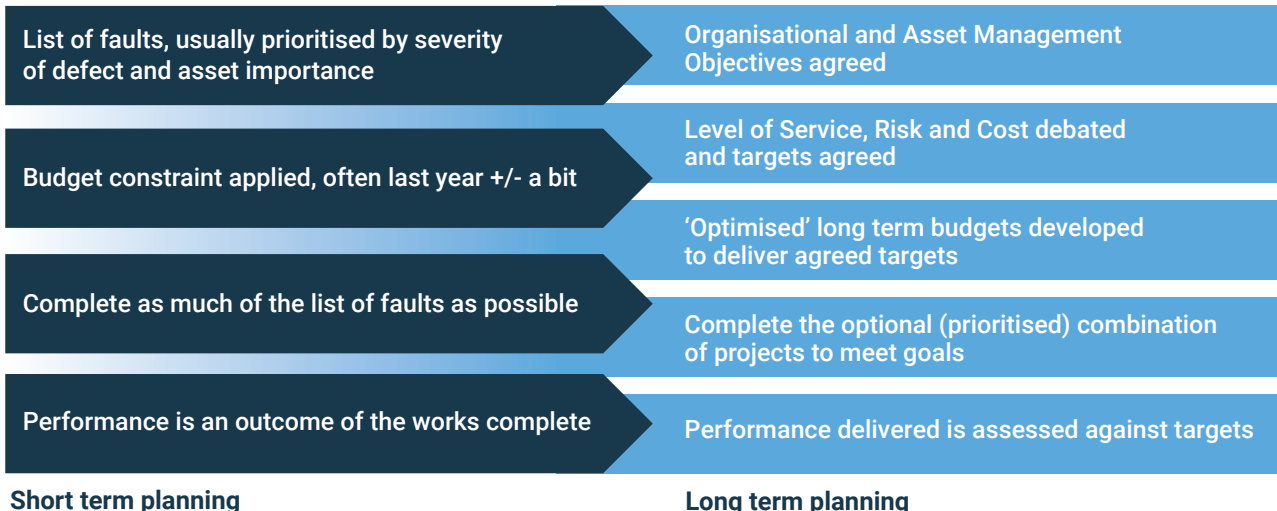 List of faults, usually prioritised by severity
of defect and asset importance
Budget constraint applied, often last year +/- a bit
Complete as much of the list of faults as possible
Performance is an outcome of the works complete
Short term planning
Organisational and Asset Management
Objectives agreed
Level of Service, Risk and Cost debated
and targets agreed
‘Optimised’ long term budgets developed
to deliver agreed targets
Complete the optional (prioritised) combination
of projects to meet goals
Performance delivered is assessed against targets
Long term planning